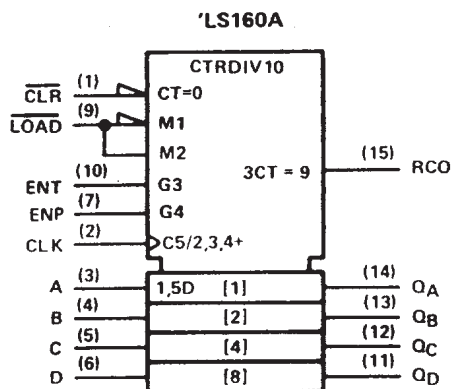 'LS160A
CTRDIV10
CLR (1) CT=0
LOAD (9) M1
M2
(15)
ENT (10) G3 3CT = 9 RCO
ENP (7) G4
CLK (2) C5/2,3,4+
A (3) 1,5D [1] (14) QA
B (4) [2] (13) QB
C (5) [4] (12) QC
D (6) [8] (11) QD